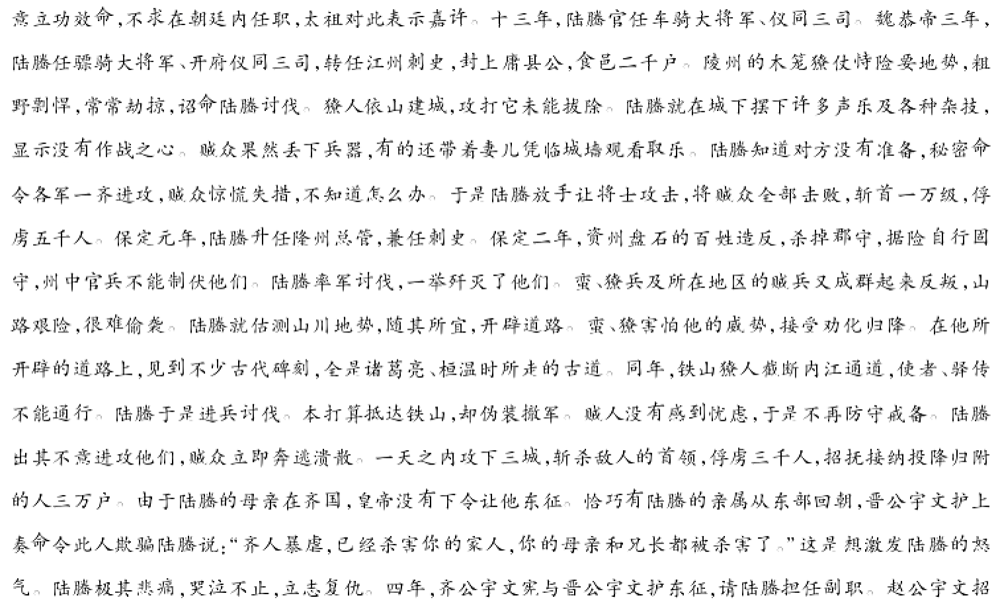 意立功效命,不求在朝廷内任职,太祖对此表示嘉许。十三年,陆腾官任车骑大将军、仪同三司。魏恭帝三年,
陆腾任骠骑大将军、开府仪同三司,转任江州刺史,封上庸县公,食邑二千户。陵州的木笼獠仗恃险要地势,粗
野剽悍,常常劫掠,诏命陆腾讨伐。獠人依山建城,攻打它未能拔除。陆腾就在城下摆下许多声乐及各种杂技,
显示没有作战之心。贼众果然丢下兵器,有的还带着妻儿凭临城墙观看取乐。陆腾知道对方没有准备,秘密命
令各军一齐进攻,贼众惊慌失措,不知道怎么办。于是陆腾放手让将士攻击,将贼众全部击败,斩首一万级,俘
虏五千人。保定元年,陆腾升任隆州总管,兼任刺史。保定二年,资州盘石的百姓造反,杀掉郡守,据险自行固
守,州中官兵不能制伏他们。陆腾率军讨伐,一举歼灭了他们。蛮、獠兵及所在地区的贼兵又成群起来反叛,山
路艰险,很难偷袭。陆腾就估测山川地势,随其所宜,开辟道路。蛮、獠害怕他的威势,接受劝化归降。在他所
开辟的道路上,见到不少古代碑刻,全是诸葛亮、桓温时所走的古道。同年,铁山獠人截断内江通道,使者、驿传
不能通行。陆腾于是进兵讨伐。本打算抵达铁山,却伪装撤军。贼人没有感到忧虑,于是不再防守戒备。陆腾
出其不意进攻他们,贼众立即奔逃溃散。一天之内攻下三城,斩杀敌人的首领,俘虏三千人,招抚接纳投降归附
的人三万户。由于陆腾的母亲在齐国,皇帝没有下令让他东征。恰巧有陆腾的亲属从东部回朝,晋公宇文护上
奏命令此人欺骗陆腾说:“齐人暴虐,已经杀害你的家人,你的母亲和兄长都被杀害了。”这是想激发陆腾的怒
气。陆腾极其悲痛,哭泣不止,立志复仇。四年,齐公宇文宪与晋公宇文护东征,请陆腾担任副职。赵公宇文招